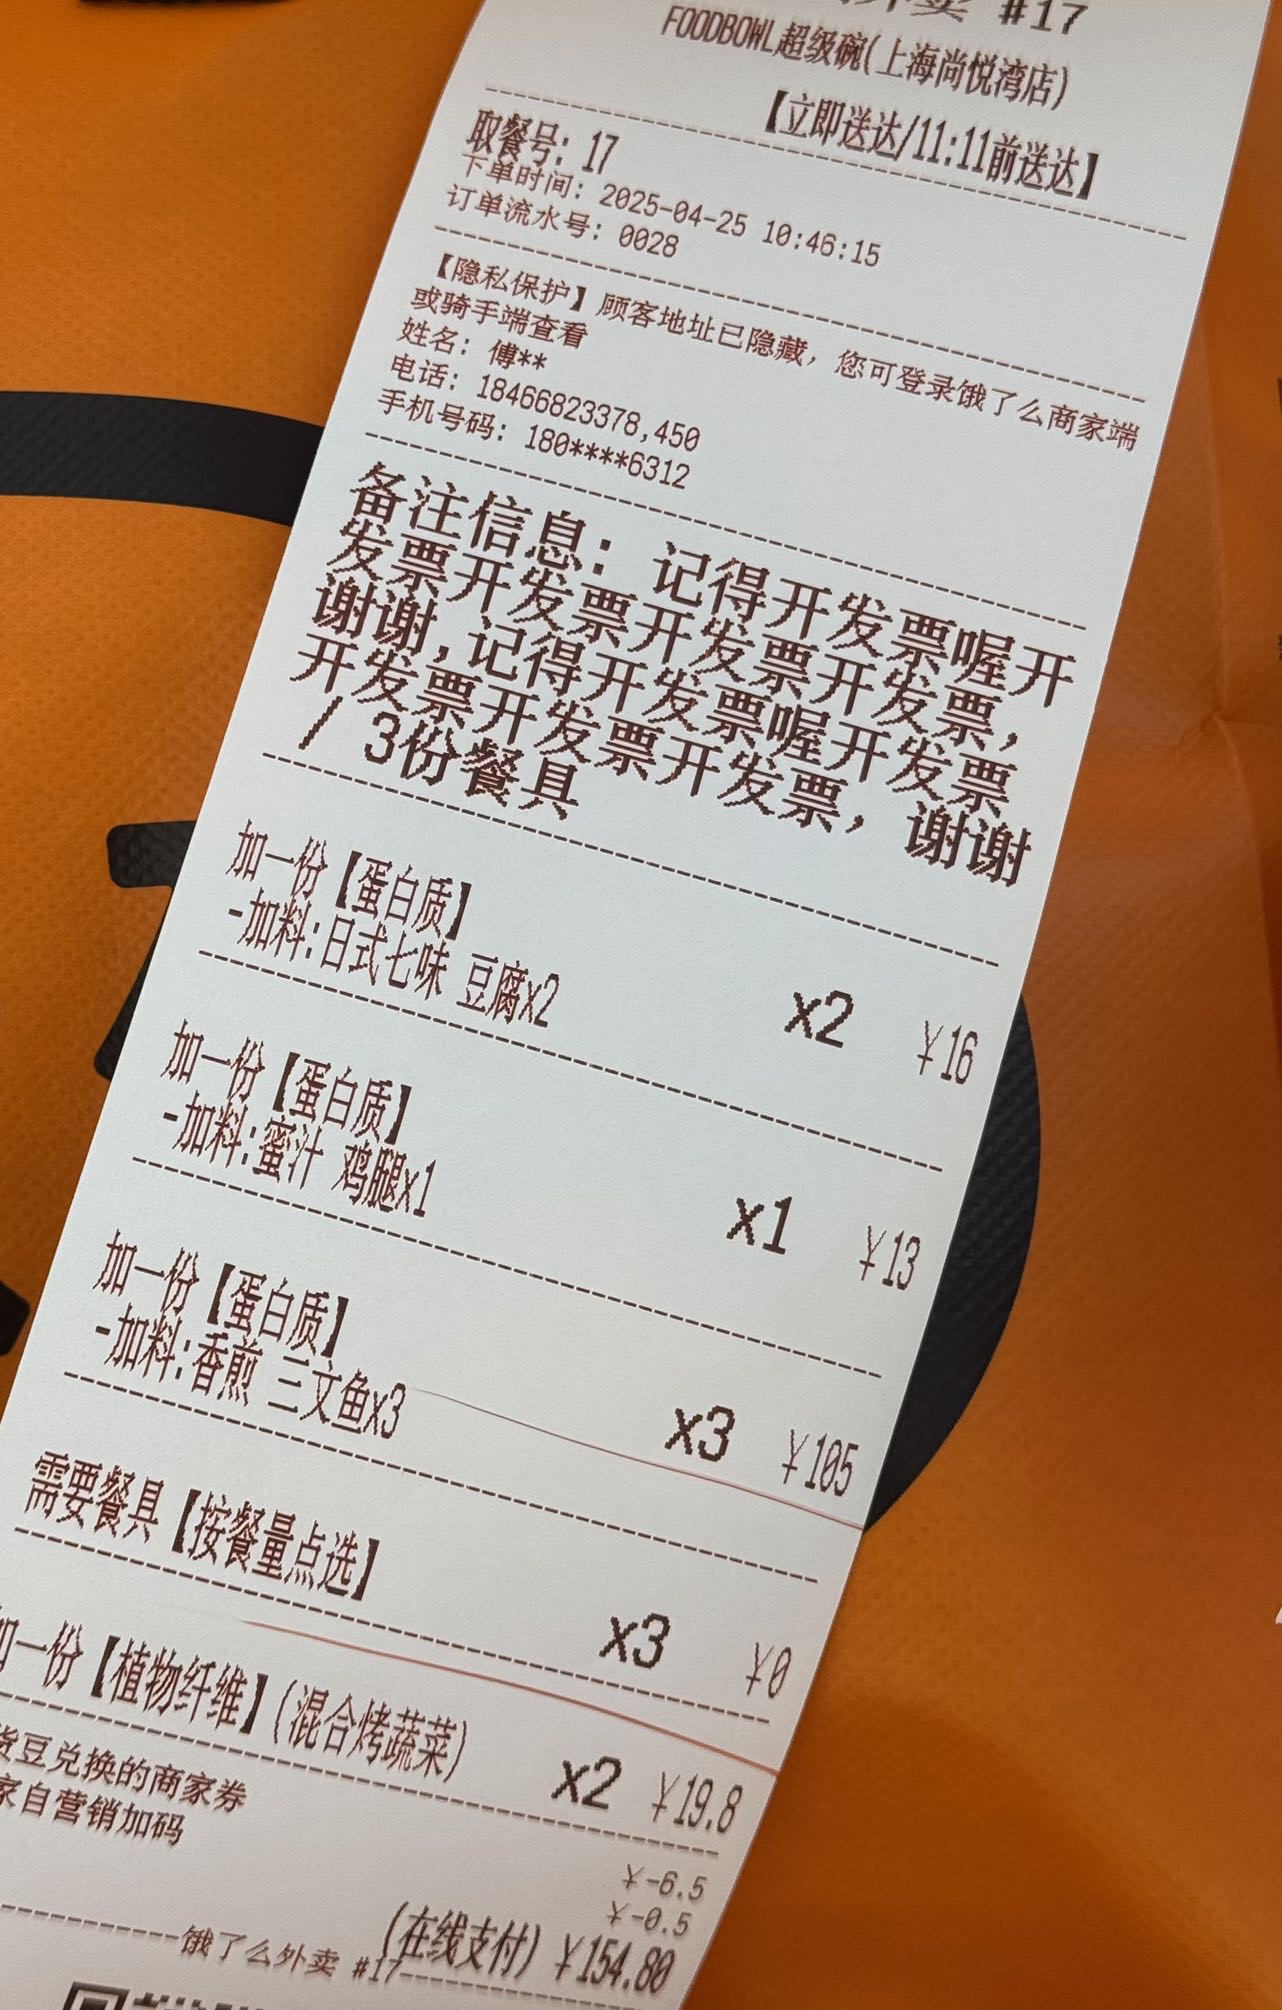 外卖 #17
FOODBOWL超级碗(上海尚悦湾店)
【立即送达/11:11前送达】
取餐号: 17
下单时间: 2025-04-25 10:46:15
订单流水号: 0028
【隐私保护】顾客地址已隐藏，您可登录饿了么商家端
或骑手端查看
姓名: 傅**
电话: 18466823378,450
手机号码: 180****6312
备注信息: 记得开发票喔开
发票开发票开发票开发票，
谢谢,记得开发票喔开发票
开发票开发票开发票，谢谢
/ 3份餐具
加一份【蛋白质】
-加料:日式七味 豆腐x2
x2 ￥16
加一份【蛋白质】
-加料:蜜汁 鸡腿x1
x1 ￥13
加一份【蛋白质】
-加料:香煎 三文鱼x3
x3 ￥105
需要餐具【按餐量点选】
x3 ￥0
加一份【植物纤维】(混合烤蔬菜)
x2 ￥19.8
豆兑换的商家券 ￥-6.5
家自营销加码 ￥-0.5
(在线支付) ￥154.80
饿了么外卖 #17